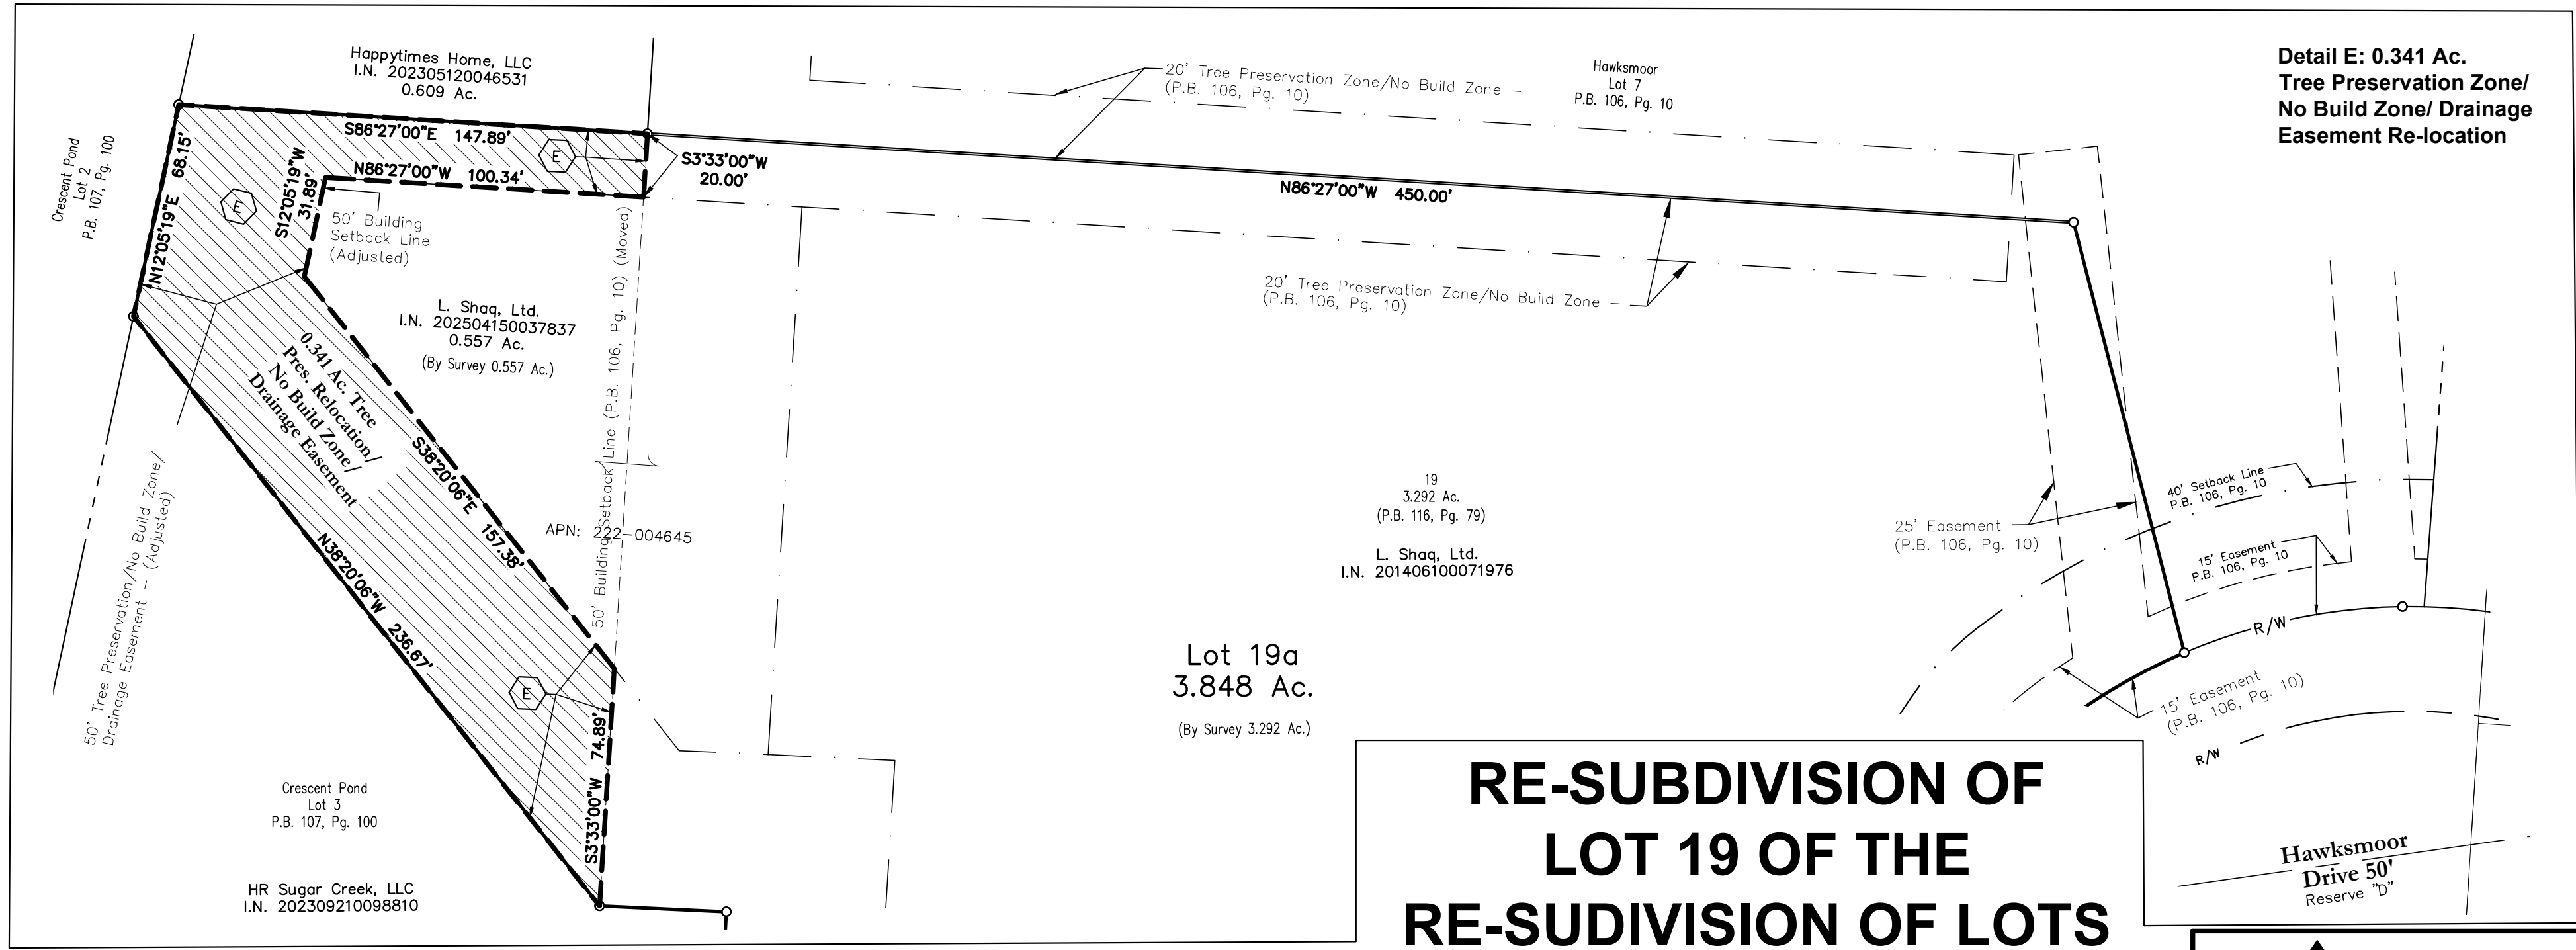 Happytimes Home, LLC
I.N. 202305120046531
0.609 Ac.
Crescent Pond
Lot 2
P.B. 107, Pg. 100
N12°05'19"E 68.15'
S86°27'00"E 147.89'
E
S3°33'00"W
20.00'
N86°27'00"W 100.34'
S12°05'19"W
31.89'
E
50' Building
Setback Line
(Adjusted)
20' Tree Preservation Zone/No Build Zone –
(P.B. 106, Pg. 10)
Hawksmoor
Lot 7
P.B. 106, Pg. 10
Detail E: 0.341 Ac.
Tree Preservation Zone/
No Build Zone/ Drainage
Easement Re-location
N86°27'00"W 450.00'
20' Tree Preservation Zone/No Build Zone –
(P.B. 106, Pg. 10)
L. Shaq, Ltd.
I.N. 202504150037837
0.557 Ac.
(By Survey 0.557 Ac.)
50' Building Setback Line (P.B. 106, Pg. 10) (Moved)
0.341 Ac. Tree
Pres. Relocation/
No Build Zone/
Drainage Easement
S38°20'06"E 157.38'
APN: 222-004645
N38°20'06"W 236.67'
50' Tree Preservation/No Build Zone/
Drainage Easement – (Adjusted)
E
S3°33'00"W 74.89'
Crescent Pond
Lot 3
P.B. 107, Pg. 100
HR Sugar Creek, LLC
I.N. 202309210098810
19
3.292 Ac.
(P.B. 116, Pg. 79)
L. Shaq, Ltd.
I.N. 201406100071976
Lot 19a
3.848 Ac.
(By Survey 3.292 Ac.)
25' Easement
(P.B. 106, Pg. 10)
40' Setback Line
P.B. 106, Pg. 10
15' Easement
P.B. 106, Pg. 10
R/W
15' Easement
(P.B. 106, Pg. 10)
R/W
Hawksmoor
Drive 50'
Reserve "D"
RE-SUBDIVISION OF
LOT 19 OF THE
RE-SUDIVISION OF LOTS